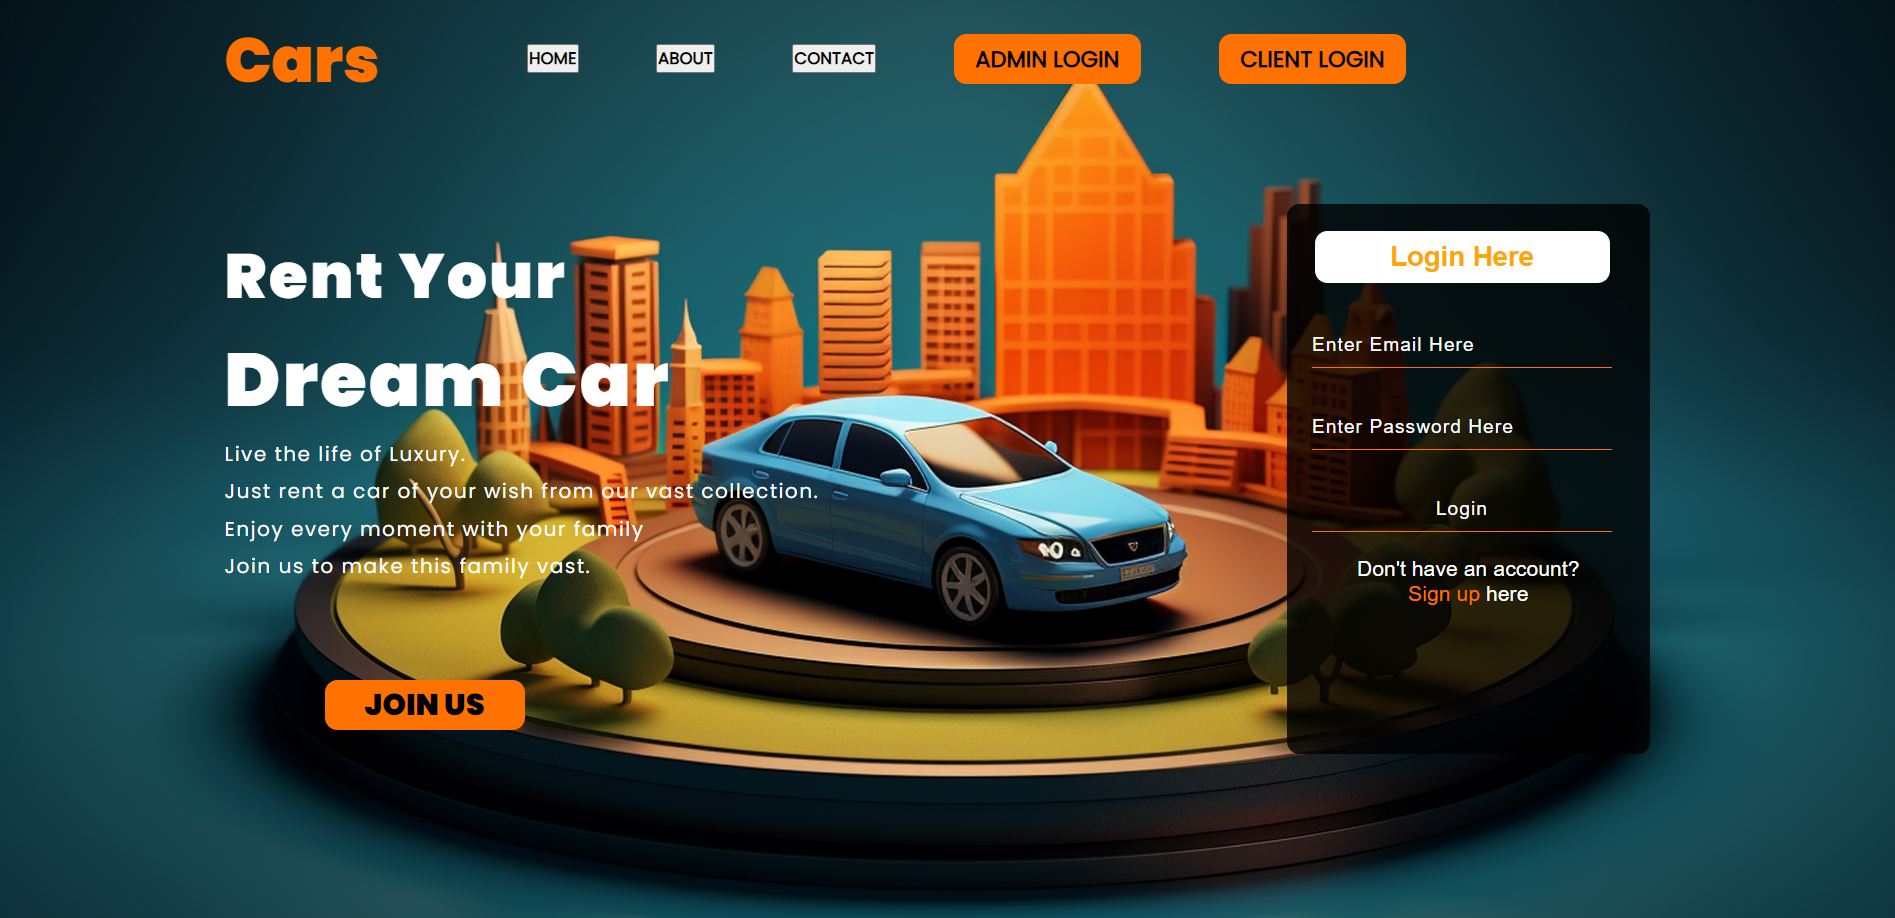 Cars
HOME
ABOUT
CONTACT
ADMIN LOGIN
CLIENT LOGIN
Rent Your
Dream Car
Live the life of Luxury.
Just rent a car of your wish from our vast collection.
Enjoy every moment with your family
Join us to make this family vast.
JOIN US
Login Here
Enter Email Here
Enter Password Here
Login
Don't have an account?
Sign up here